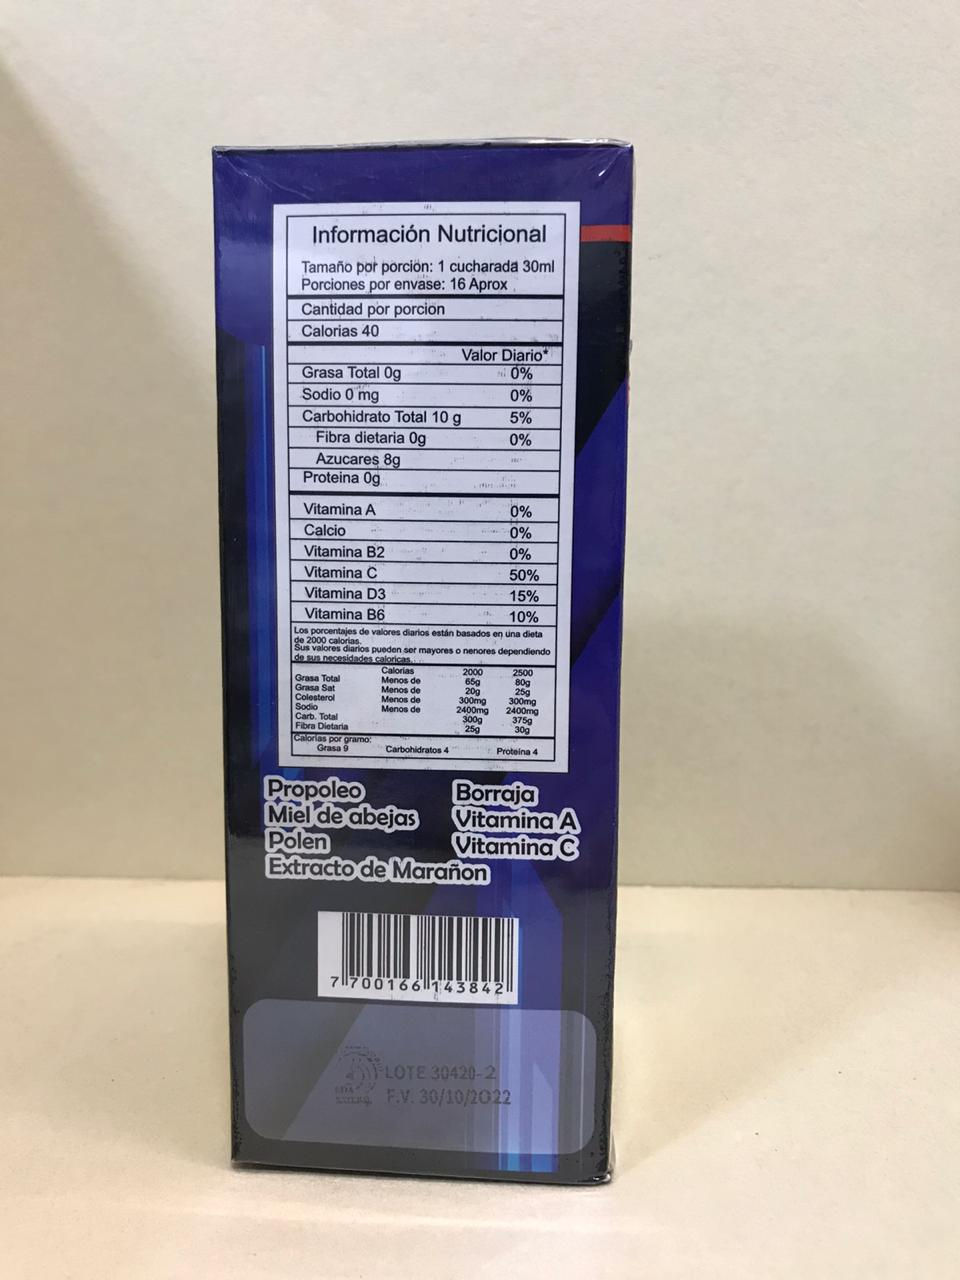 Información Nutricional
Tamaño por porción: 1 cucharada 30ml
Porciones por envase: 16 Aprox
Cantidad por porcion
Calorias 40
Valor Diario*
Grasa Total 0g 0%
Sodio 0 mg 0%
Carbohidrato Total 10 g 5%
Fibra dietaria 0g 0%
Azucares 8g
Proteina 0g
Vitamina A 0%
Calcio 0%
Vitamina B2 0%
Vitamina C 50%
Vitamina D3 15%
Vitamina B6 10%
Los porcentajes de valores diarios están basados en una dieta
de 2000 calorias.
Sus valores diarios pueden ser mayores o nenores dependiendo
de sus necesidades caloricas.
Calorias 2000 2500
Grasa Total Menos de 65g 80g
Grasa Sat Menos de 20g 25g
Colesterol Menos de 300mg 300mg
Sodio Menos de 2400mg 2400mg
Carb. Total 300g 375g
Fibra Dietaria 25g 30g
Calorias por gramo:
Grasa 9 Carbohidratos 4 Proteina 4
Propoleo
Miel de abejas
Polen
Extracto de Marañon
Borraja
Vitamina A
Vitamina C
7 700166 143842
LOTE 30420-2
F.V. 30/10/2022